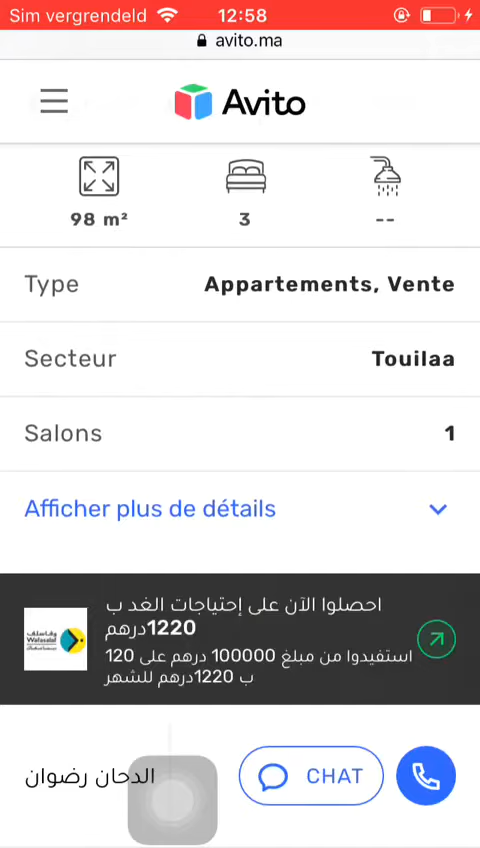 Sim vergrendeld 12:58
avito.ma
Avito
98 m² 3 --
Type Appartements, Vente
Secteur Touilaa
Salons 1
Afficher plus de détails
احصلوا الآن على إحتياجات الغد ب
1220درهم
استفيدوا من مبلغ 100000 درهم على 120
ب 1220درهم للشهر
وفاسلف
Wafasalaf
الدحان رضوان CHAT